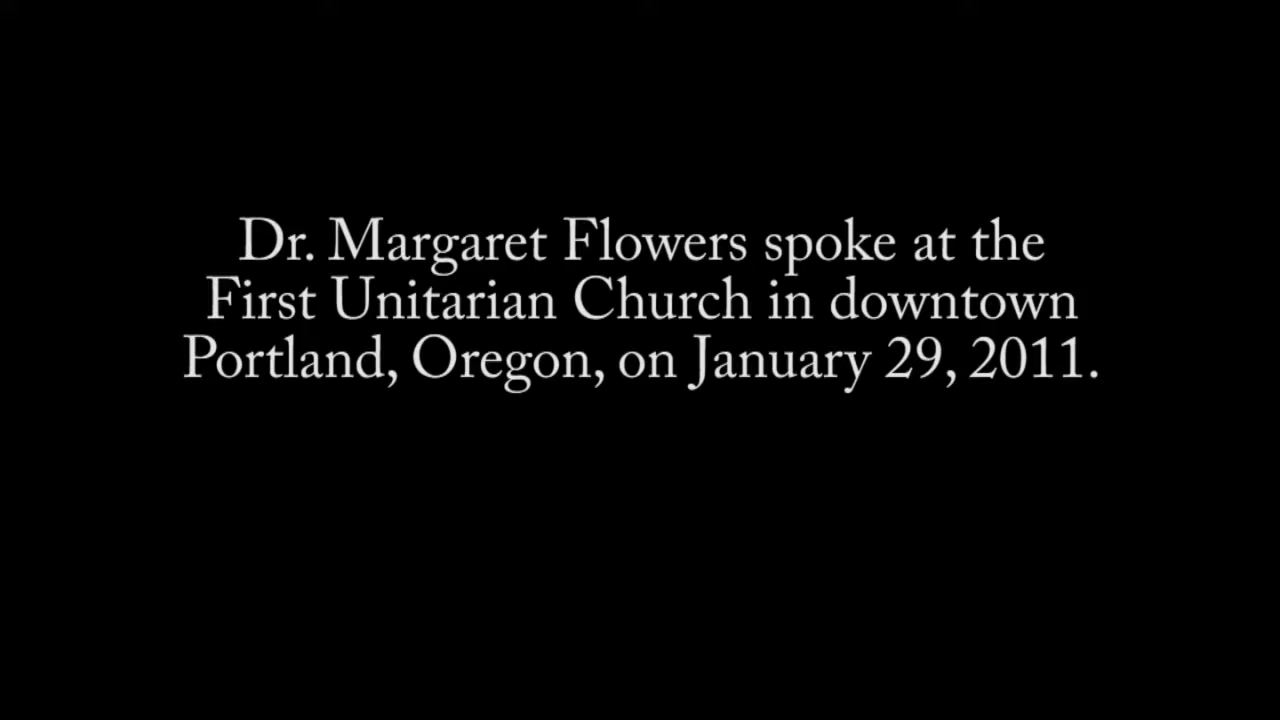 Dr. Margaret Flowers spoke at the
First Unitarian Church in downtown
Portland, Oregon, on January 29, 2011.